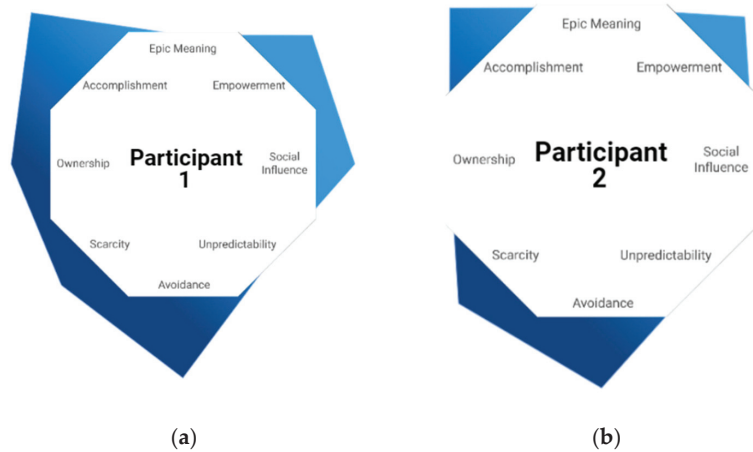 Epic Meaning
Accomplishment
Empowerment
Ownership
Participant
1
Social
Influence
Scarcity
Unpredictability
Avoidance
(a)
Epic Meaning
Accomplishment
Empowerment
Ownership
Participant
2
Social
Influence
Scarcity
Unpredictability
Avoidance
(b)